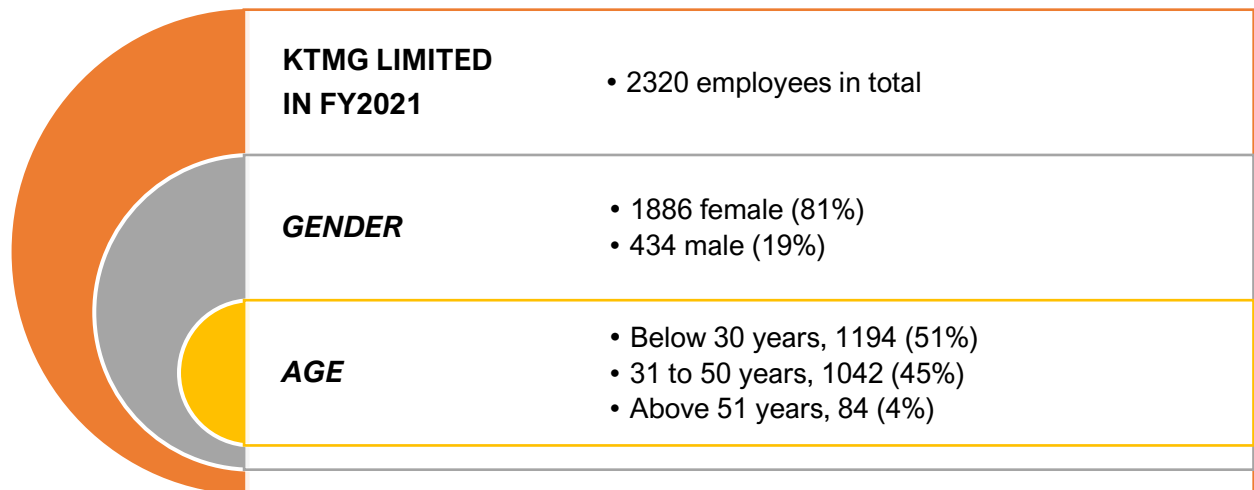 KTMG LIMITED
IN FY2021
• 2320 employees in total
GENDER
• 1886 female (81%)
• 434 male (19%)
AGE
• Below 30 years, 1194 (51%)
• 31 to 50 years, 1042 (45%)
• Above 51 years, 84 (4%)